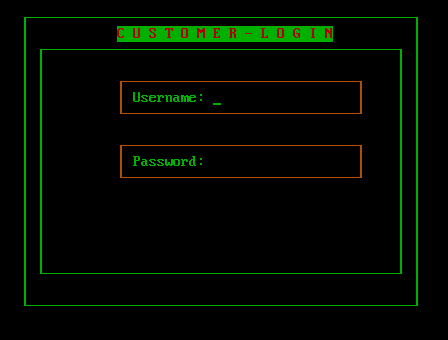 C U S T O M E R - L O G I N
Username: _
Password: